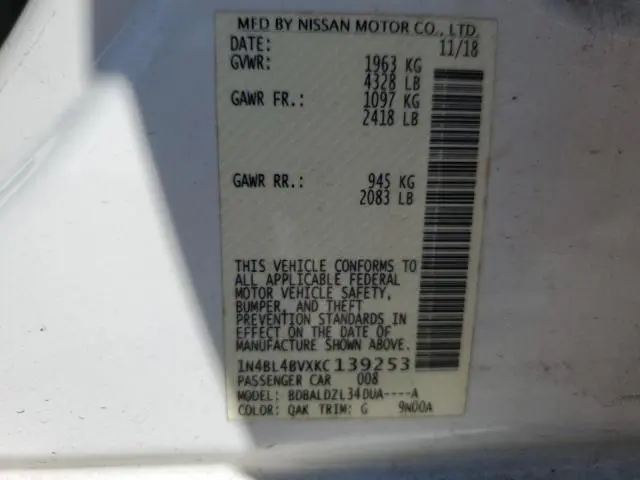 MFD BY NISSAN MOTOR CO., LTD.
DATE: 11/18
GVWR: 1963 KG
4328 LB
GAWR FR.: 1097 KG
2418 LB
GAWR RR.: 945 KG
2083 LB
THIS VEHICLE CONFORMS TO
ALL APPLICABLE FEDERAL
MOTOR VEHICLE SAFETY,
BUMPER, AND THEFT
PREVENTION STANDARDS IN
EFFECT ON THE DATE OF
MANUFACTURE SHOWN ABOVE.
1N4BL4BVXKC139253
PASSENGER CAR 008
MODEL: BDBALDZL34DUA----A
COLOR: QAK TRIM: G 9N00A